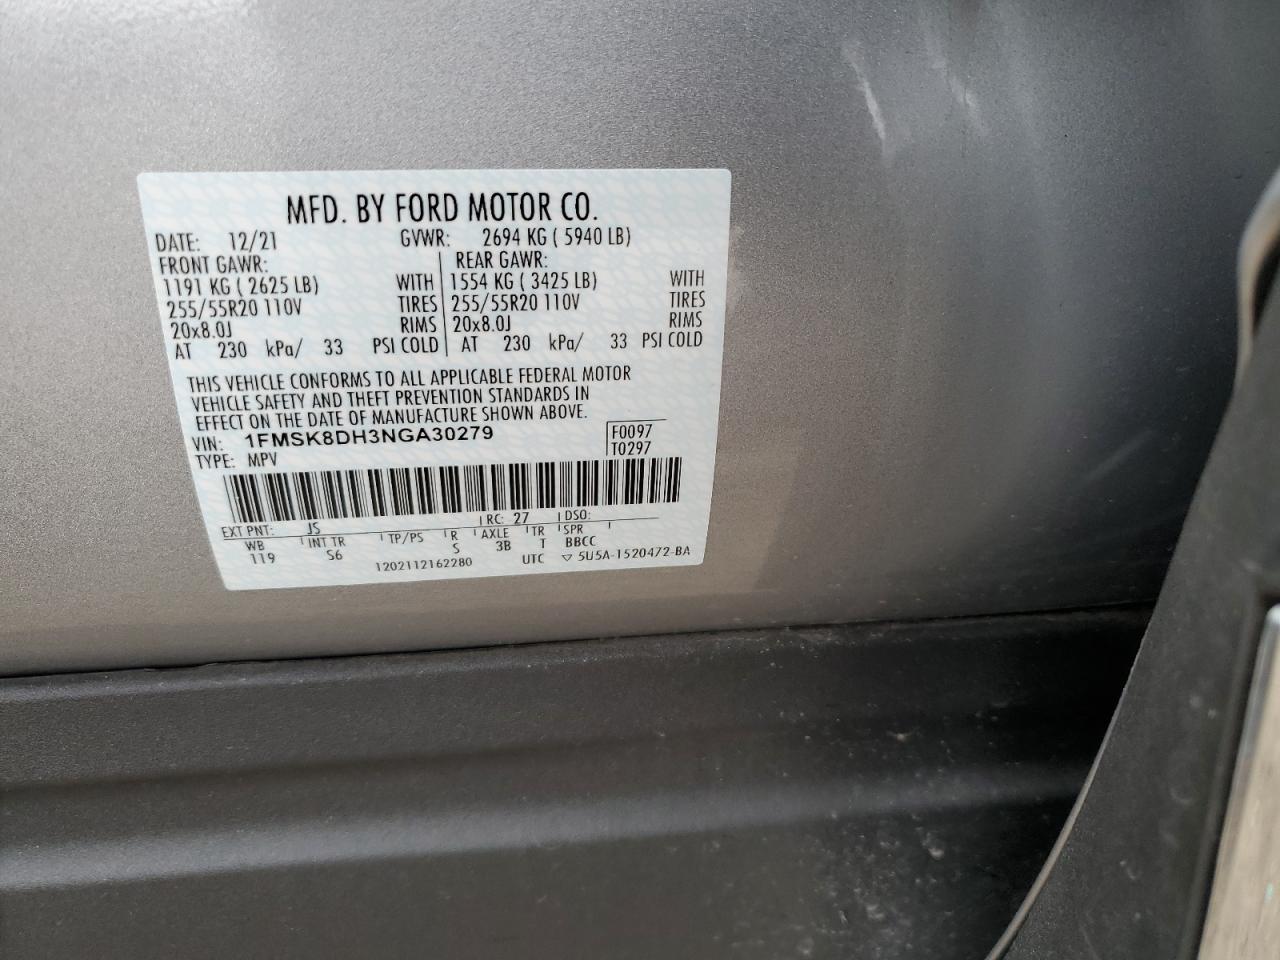 MFD. BY FORD MOTOR CO.
DATE: 12/21 GVWR: 2694 KG ( 5940 LB)
FRONT GAWR: REAR GAWR:
1191 KG ( 2625 LB) WITH 1554 KG ( 3425 LB) WITH
255/55R20 110V TIRES 255/55R20 110V TIRES
20x8.0J RIMS 20x8.0J RIMS
AT 230 kPa/ 33 PSI COLD AT 230 kPa/ 33 PSI COLD
THIS VEHICLE CONFORMS TO ALL APPLICABLE FEDERAL MOTOR
VEHICLE SAFETY AND THEFT PREVENTION STANDARDS IN
EFFECT ON THE DATE OF MANUFACTURE SHOWN ABOVE.
VIN: 1FMSK8DH3NGA30279 F0097
TYPE: MPV T0297
EXT PNT: JS RC: 27 DSO:
WB INT TR TP/PS R AXLE TR SPR
119 S6 S 3B T BBCC
1202112162280 UTC ▽ 5U5A-1520472-BA